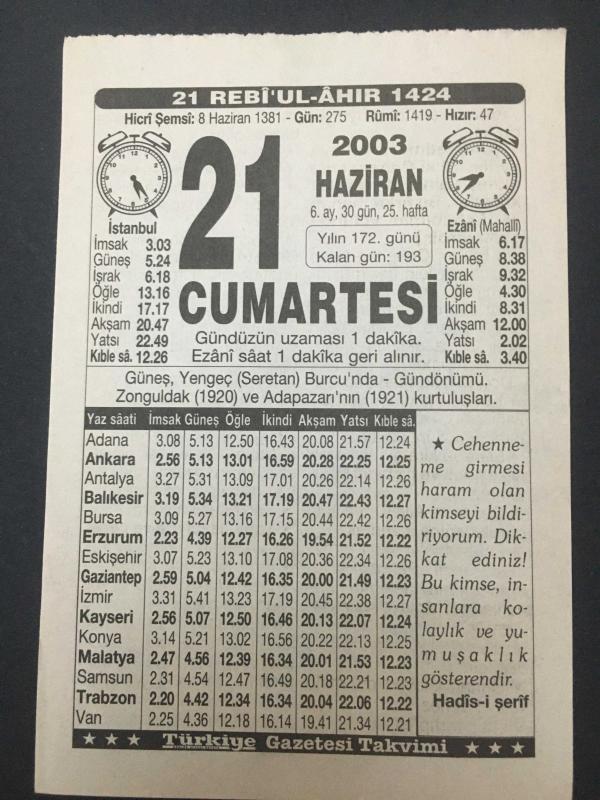 21 REBÎ'UL-ÂHIR 1424
Hicrî Şemsî: 8 Haziran 1381 - Gün: 275 Rûmî: 1419 - Hızır: 47
21
2003
HAZİRAN
6. ay, 30 gün, 25. hafta
Yılın 172. günü
Kalan gün: 193
CUMARTESİ
Gündüzün uzaması 1 dakîka.
Ezânî sâat 1 dakîka geri alınır.
İstanbul
İmsak 3.03
Güneş 5.24
İşrak 6.18
Öğle 13.16
İkindi 17.17
Akşam 20.47
Yatsı 22.49
Kıble sâ. 12.26
Ezânî (Mahallî)
İmsak 6.17
Güneş 8.38
İşrak 9.32
Öğle 4.30
İkindi 8.31
Akşam 12.00
Yatsı 2.02
Kıble sâ. 3.40
Güneş, Yengeç (Seretan) Burcu'nda - Gündönümü.
Zonguldak (1920) ve Adapazarı'nın (1921) kurtuluşları.
Yaz sâati İmsak Güneş Öğle İkindi Akşam Yatsı Kıble sâ.
Adana 3.08 5.13 12.50 16.43 20.08 21.57 12.24
Ankara 2.56 5.13 13.01 16.59 20.28 22.25 12.25
Antalya 3.27 5.31 13.09 17.01 20.26 22.14 12.26
Balıkesir 3.19 5.34 13.21 17.19 20.47 22.43 12.27
Bursa 3.09 5.27 13.16 17.15 20.44 22.42 12.26
Erzurum 2.23 4.39 12.27 16.26 19.54 21.52 12.22
Eskişehir 3.07 5.23 13.10 17.08 20.36 22.34 12.26
Gaziantep 2.59 5.04 12.42 16.35 20.00 21.49 12.23
İzmir 3.31 5.41 13.23 17.19 20.45 22.38 12.27
Kayseri 2.56 5.07 12.50 16.46 20.13 22.07 12.24
Konya 3.14 5.21 13.02 16.56 20.22 22.13 12.25
Malatya 2.47 4.56 12.39 16.34 20.01 21.53 12.23
Samsun 2.31 4.54 12.47 16.49 20.18 22.21 12.23
Trabzon 2.20 4.42 12.34 16.34 20.04 22.06 12.22
Van 2.25 4.36 12.18 16.14 19.41 21.34 12.21
★ Cehenne-
me girmesi
haram olan
kimseyi bildi-
riyorum. Dik-
kat ediniz!
Bu kimse, in-
sanlara ko-
laylık ve yu-
muşaklık
gösterendir.
Hadîs-i şerîf
★ ★ ★ Türkiye Gazetesi Takvimi ★ ★ ★